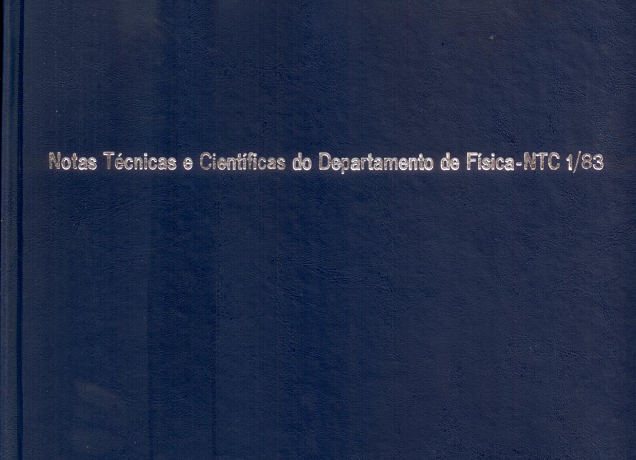 Notas Técnicas e Científicas do Departamento de Física-NTC 1/83